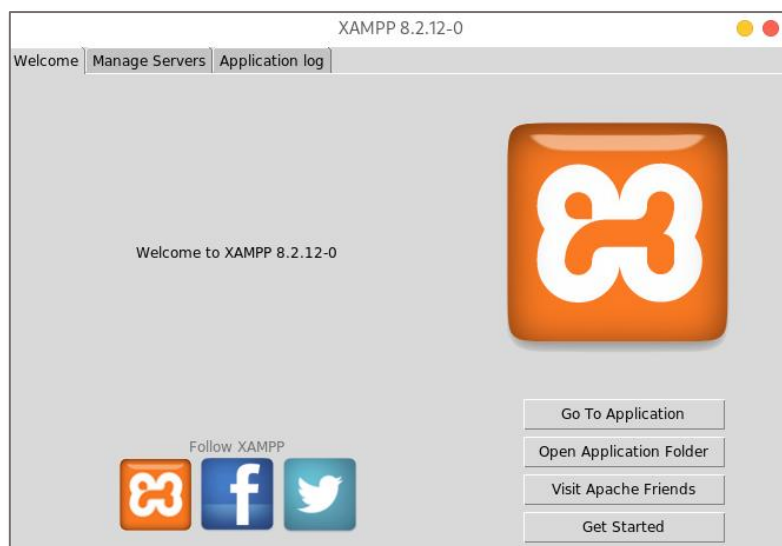 XAMPP 8.2.12-0
Welcome
Manage Servers
Application log
Welcome to XAMPP 8.2.12-0
Follow XAMPP
Go To Application
Open Application Folder
Visit Apache Friends
Get Started